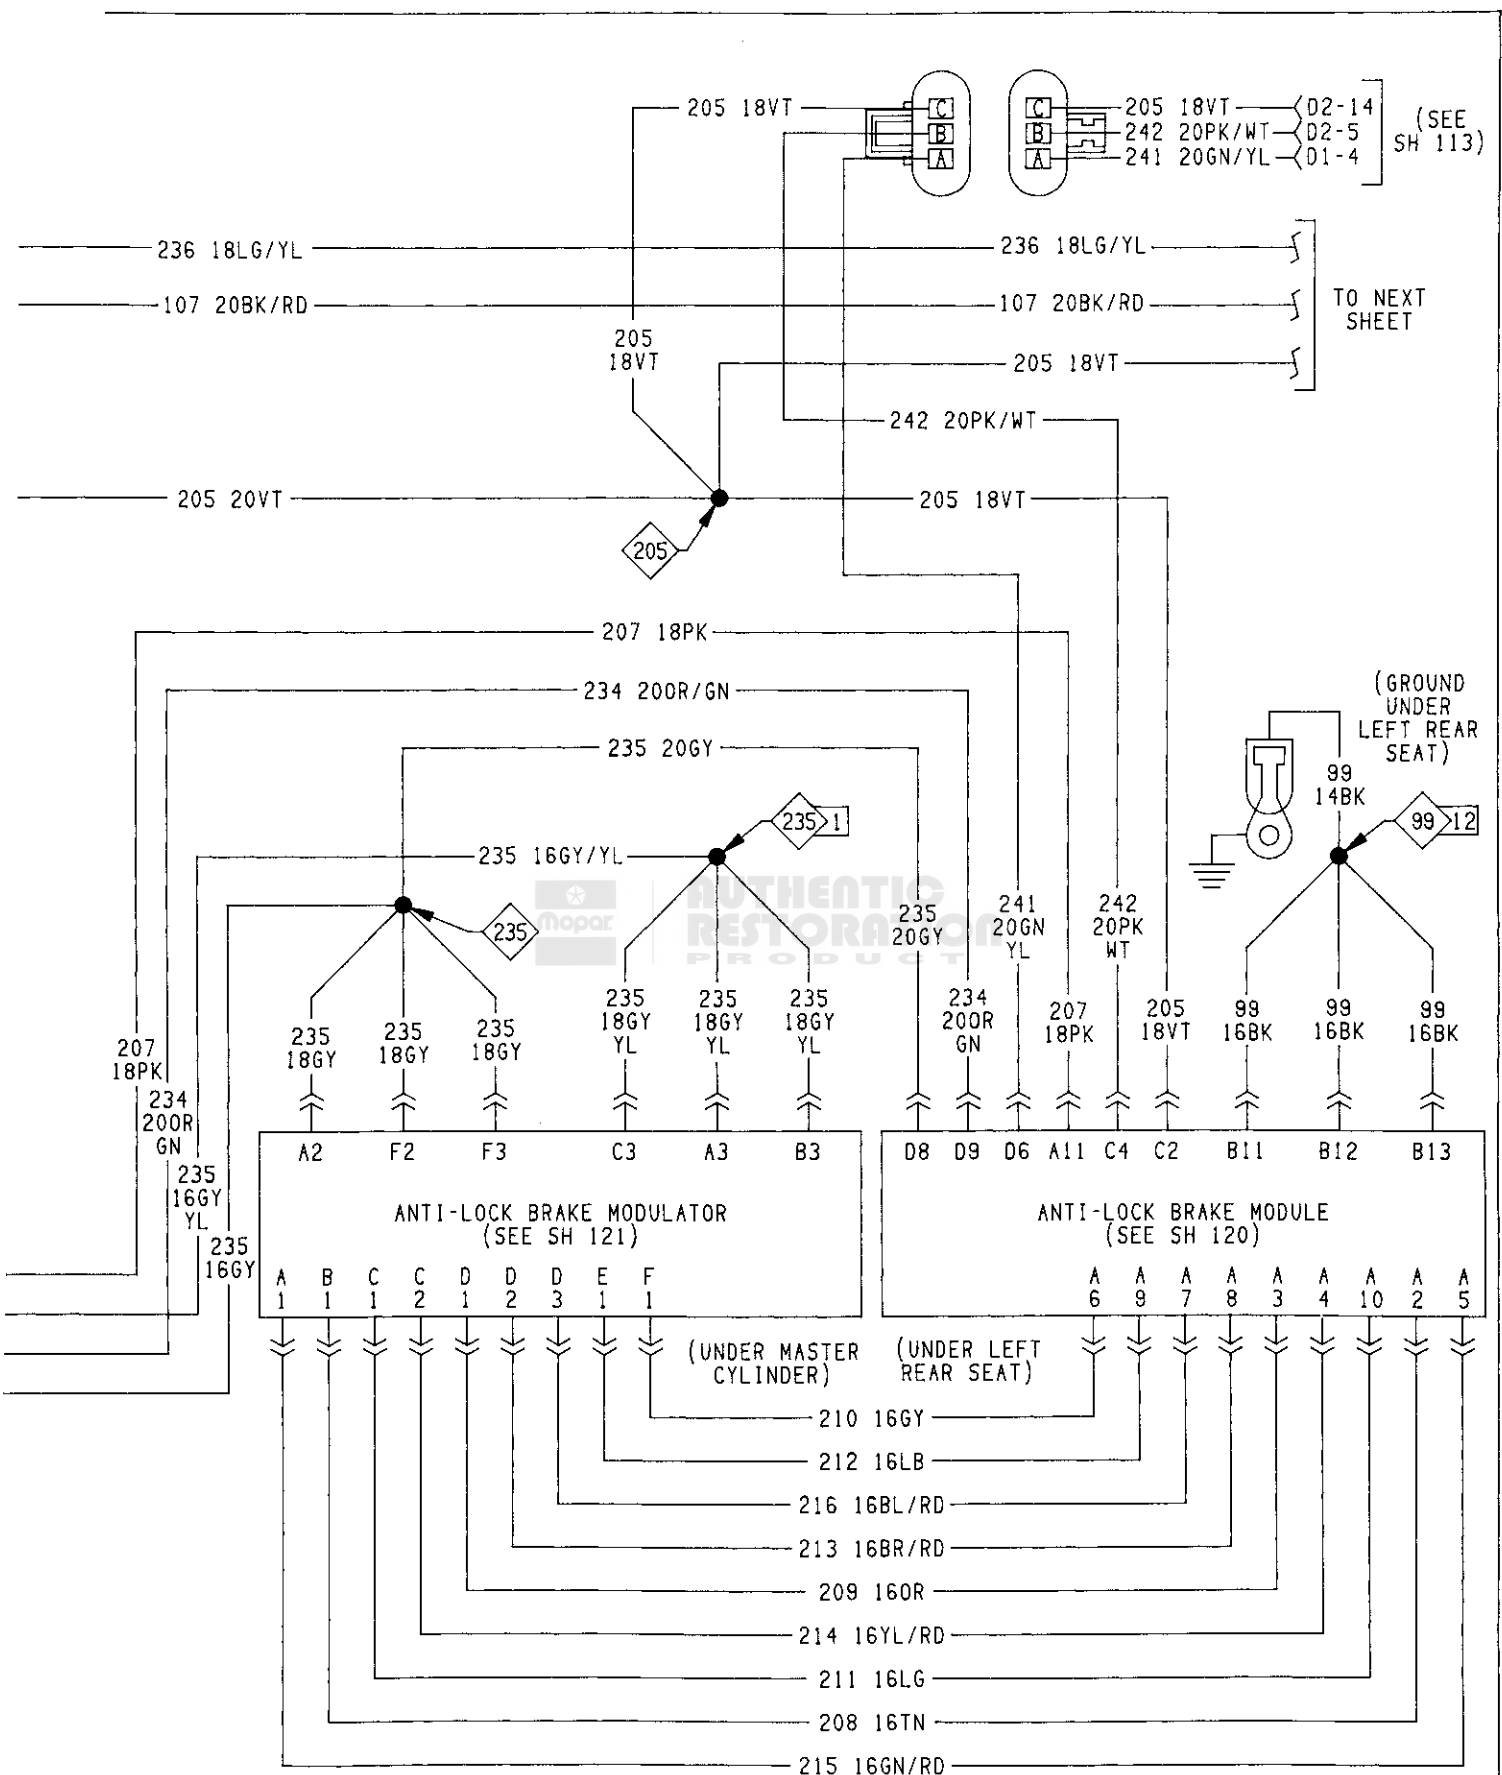 205 18VT
C
B
A
C
B
A
205 18VT
D2-14
242 20PK/WT
D2-5
241 20GN/YL
D1-4
(SEE
SH 113)
236 18LG/YL
236 18LG/YL
107 20BK/RD
107 20BK/RD
TO NEXT
SHEET
205
18VT
205 18VT
242 20PK/WT
205 20VT
205 18VT
205
207 18PK
234 20OR/GN
235 20GY
(GROUND
UNDER
LEFT REAR
SEAT)
99
14BK
235 1
99 12
235 16GY/YL
235
Mopar
AUTHENTIC
RESTORATION
PRODUCT
235
20GY
241
20GN
YL
242
20PK
WT
235
18GY
235
18GY
235
18GY
235
18GY
YL
235
18GY
YL
235
18GY
YL
234
20OR
GN
207
18PK
205
18VT
99
16BK
99
16BK
99
16BK
207
18PK
234
20OR
GN
235
16GY
YL
235
16GY
A2 F2 F3 C3 A3 B3
D8 D9 D6 A11 C4 C2 B11 B12 B13
ANTI-LOCK BRAKE MODULATOR
(SEE SH 121)
ANTI-LOCK BRAKE MODULE
(SEE SH 120)
A B C C D D D E F
1 1 1 2 1 2 3 1 1
A A A A A A A A A
6 9 7 8 3 4 10 2 5
(UNDER MASTER
CYLINDER)
(UNDER LEFT
REAR SEAT)
210 16GY
212 16LB
216 16BL/RD
213 16BR/RD
209 16OR
214 16YL/RD
211 16LG
208 16TN
215 16GN/RD